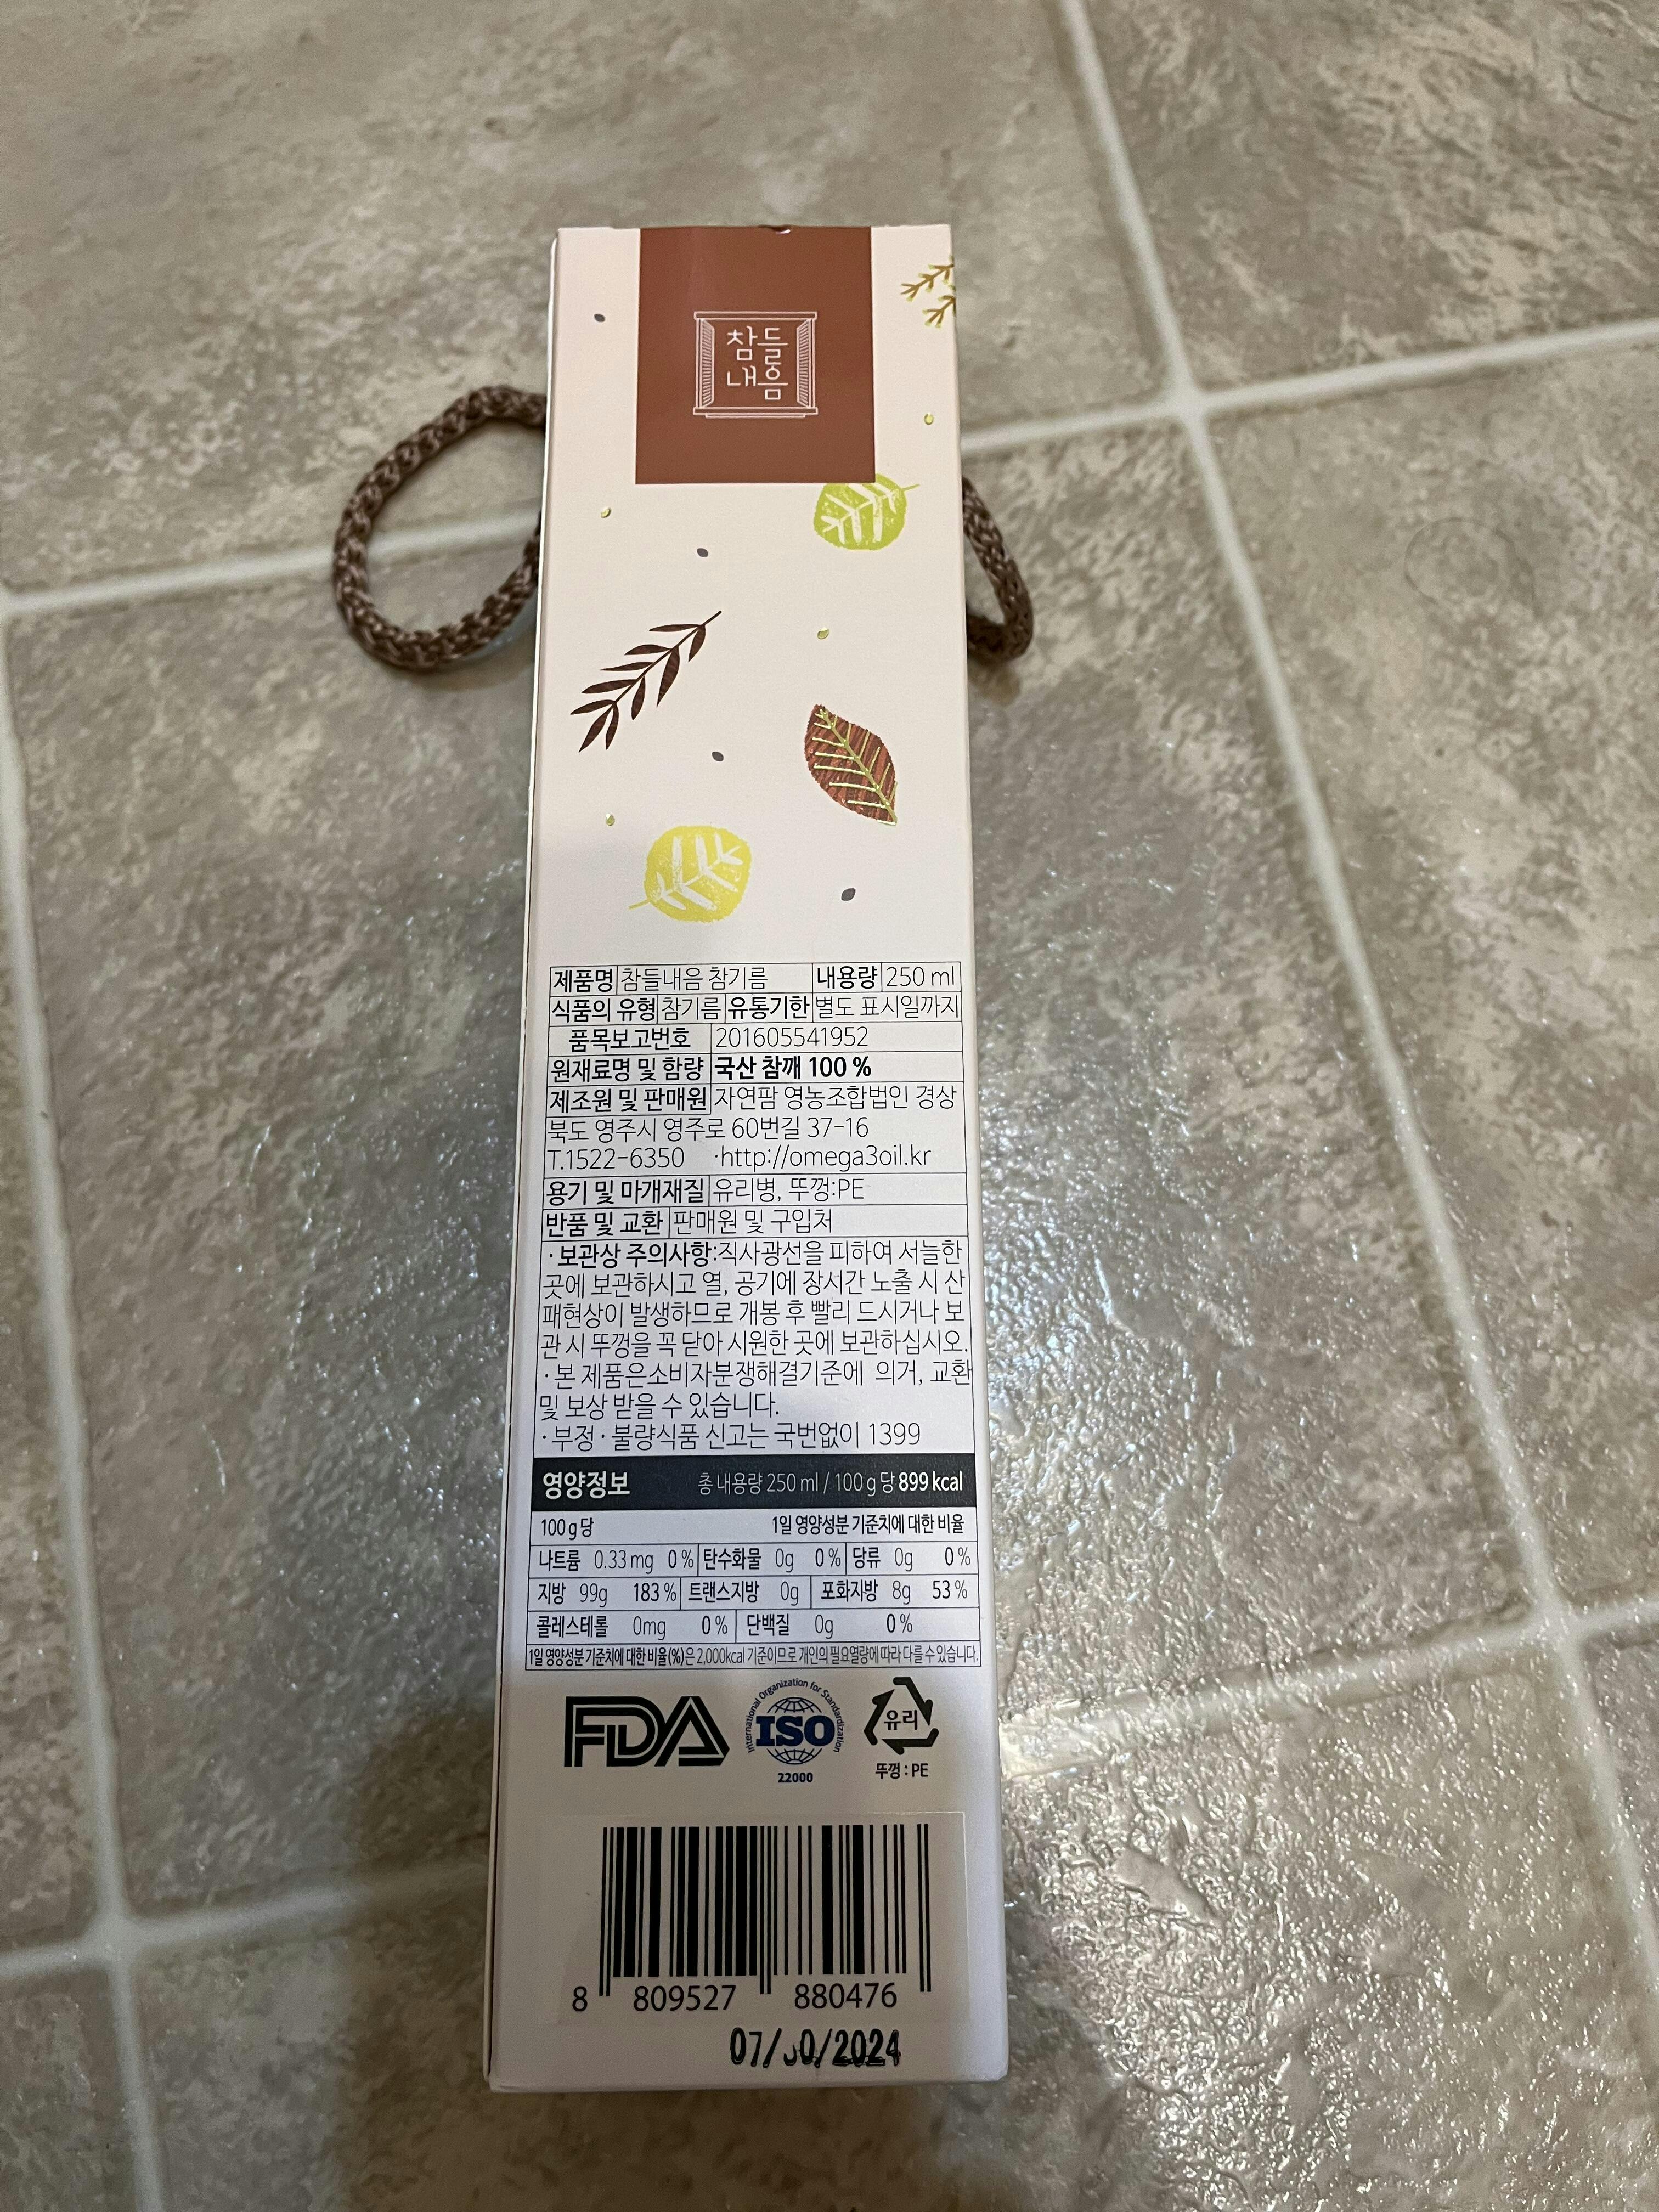 참들
내음
제품명 참들내음 참기름 내용량 250 ml
식품의 유형 참기름 유통기한 별도 표시일까지
품목보고번호 201605541952
원재료명 및 함량 국산 참깨 100 %
제조원 및 판매원 자연팜 영농조합법인 경상
북도 영주시 영주로 60번길 37-16
T.1522-6350 ·http://omega3oil.kr
용기 및 마개재질 유리병, 뚜껑:PE
반품 및 교환 판매원 및 구입처
· 보관상 주의사항:직사광선을 피하여 서늘한
곳에 보관하시고 열, 공기에 장서간 노출 시 산
패현상이 발생하므로 개봉 후 빨리 드시거나 보
관 시 뚜껑을 꼭 닫아 시원한 곳에 보관하십시오.
· 본 제품은소비자분쟁해결기준에 의거, 교환
및 보상 받을 수 있습니다.
· 부정 · 불량식품 신고는 국번없이 1399
영양정보 총 내용량 250 ml / 100 g 당 899 kcal
100 g 당 1일 영양성분 기준치에 대한 비율
나트륨 0.33 mg 0 % 탄수화물 0g 0 % 당류 0g 0 %
지방 99g 183 % 트랜스지방 0g 포화지방 8g 53 %
콜레스테롤 0mg 0 % 단백질 0g 0 %
1일 영양성분 기준치에 대한 비율(%)은 2,000kcal 기준이므로 개인의 필요열량에 따라 다를 수 있습니다.
FDA
International Organization for Standardization
ISO
22000
유리
뚜껑 : PE
8 809527 880476